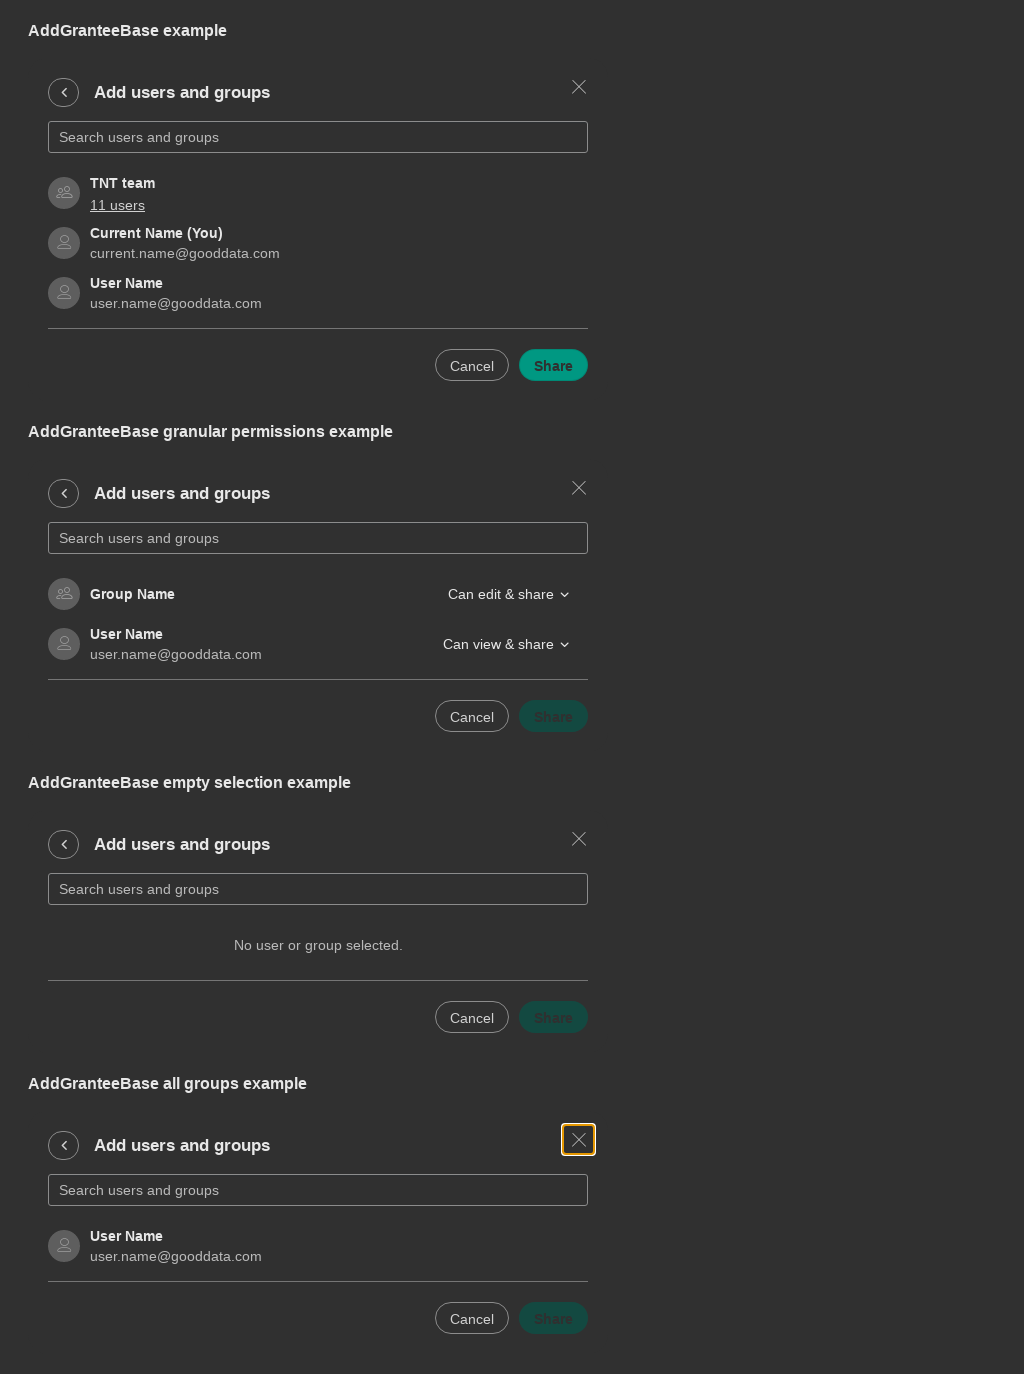 AddGranteeBase example
Add users and groups
Search users and groups
TNT team
11 users
Current Name (You)
current.name@gooddata.com
User Name
user.name@gooddata.com
Cancel
Share
AddGranteeBase granular permissions example
Add users and groups
Search users and groups
Group Name
Can edit & share
User Name
Can view & share
user.name@gooddata.com
Cancel
Share
AddGranteeBase empty selection example
Add users and groups
Search users and groups
No user or group selected.
Cancel
Share
AddGranteeBase all groups example
Add users and groups
Search users and groups
User Name
user.name@gooddata.com
Cancel
Share